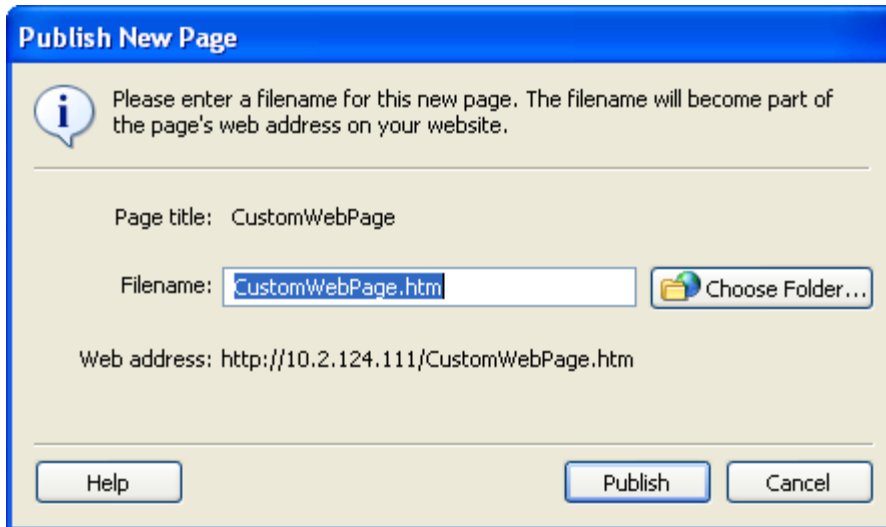 Publish New Page
Please enter a filename for this new page. The filename will become part of
the page's web address on your website.
Page title: CustomWebPage
Filename: CustomWebPage.htm Choose Folder...
Web address: http://10.2.124.111/CustomWebPage.htm
Help Publish Cancel